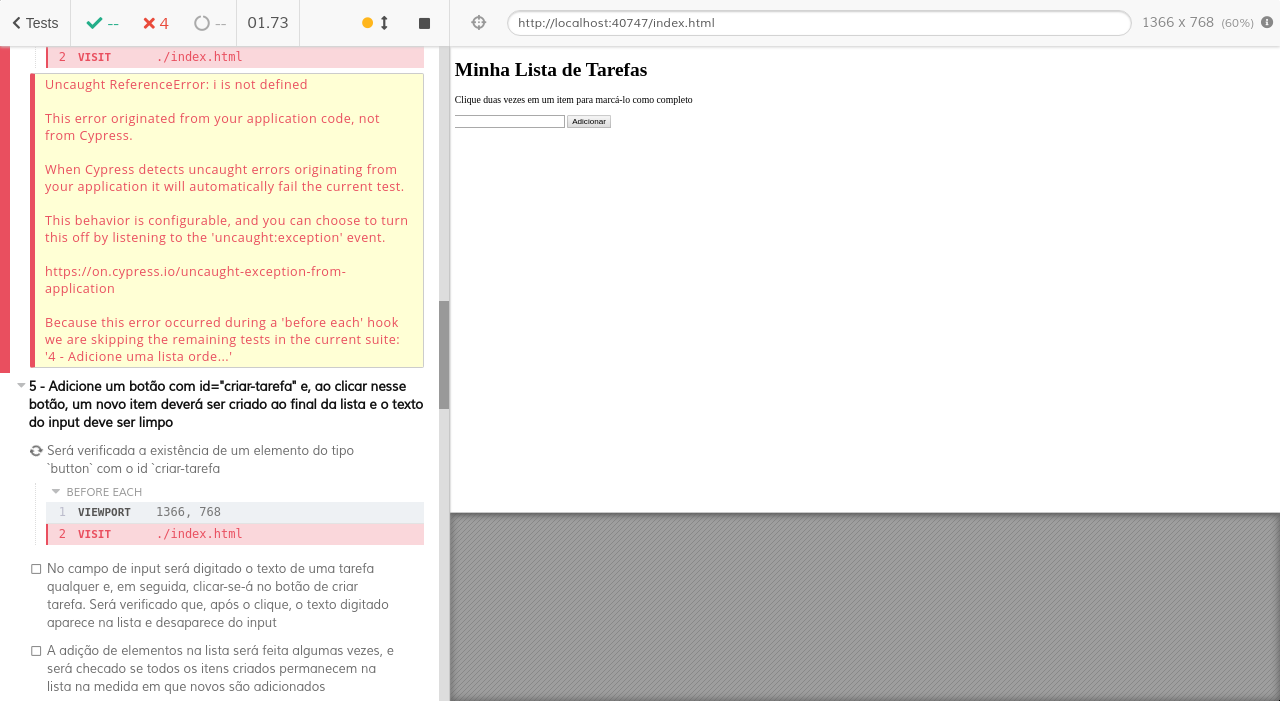 Tests
--
4
--
01.73
http://localhost:40747/index.html
1366 x 768 (60%)
2 VISIT ./index.html
Uncaught ReferenceError: i is not defined
This error originated from your application code, not
from Cypress.
When Cypress detects uncaught errors originating from
your application it will automatically fail the current test.
This behavior is configurable, and you can choose to turn
this off by listening to the 'uncaught:exception' event.
https://on.cypress.io/uncaught-exception-from-
application
Because this error occurred during a 'before each' hook
we are skipping the remaining tests in the current suite:
'4 - Adicione uma lista orde...'
5 - Adicione um botão com id="criar-tarefa" e, ao clicar nesse
botão, um novo item deverá ser criado ao final da lista e o texto
do input deve ser limpo
Será verificada a existência de um elemento do tipo
`button` com o id `criar-tarefa
BEFORE EACH
1 VIEWPORT 1366, 768
2 VISIT ./index.html
No campo de input será digitado o texto de uma tarefa
qualquer e, em seguida, clicar-se-á no botão de criar
tarefa. Será verificado que, após o clique, o texto digitado
aparece na lista e desaparece do input
A adição de elementos na lista será feita algumas vezes, e
será checado se todos os itens criados permanecem na
lista na medida em que novos são adicionados
Minha Lista de Tarefas
Clique duas vezes em um item para marcá-lo como completo
Adicionar